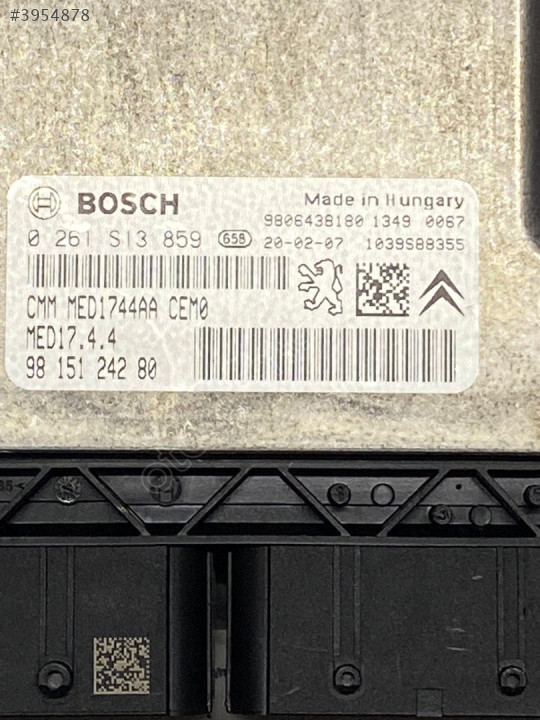 #3954878
BOSCH
Made in Hungary
9806438180 1349 0067
0 261 S13 859 G58 20-02-07 1039S88355
CMM MED1744AA CEM0
MED17.4.4
98 151 242 80